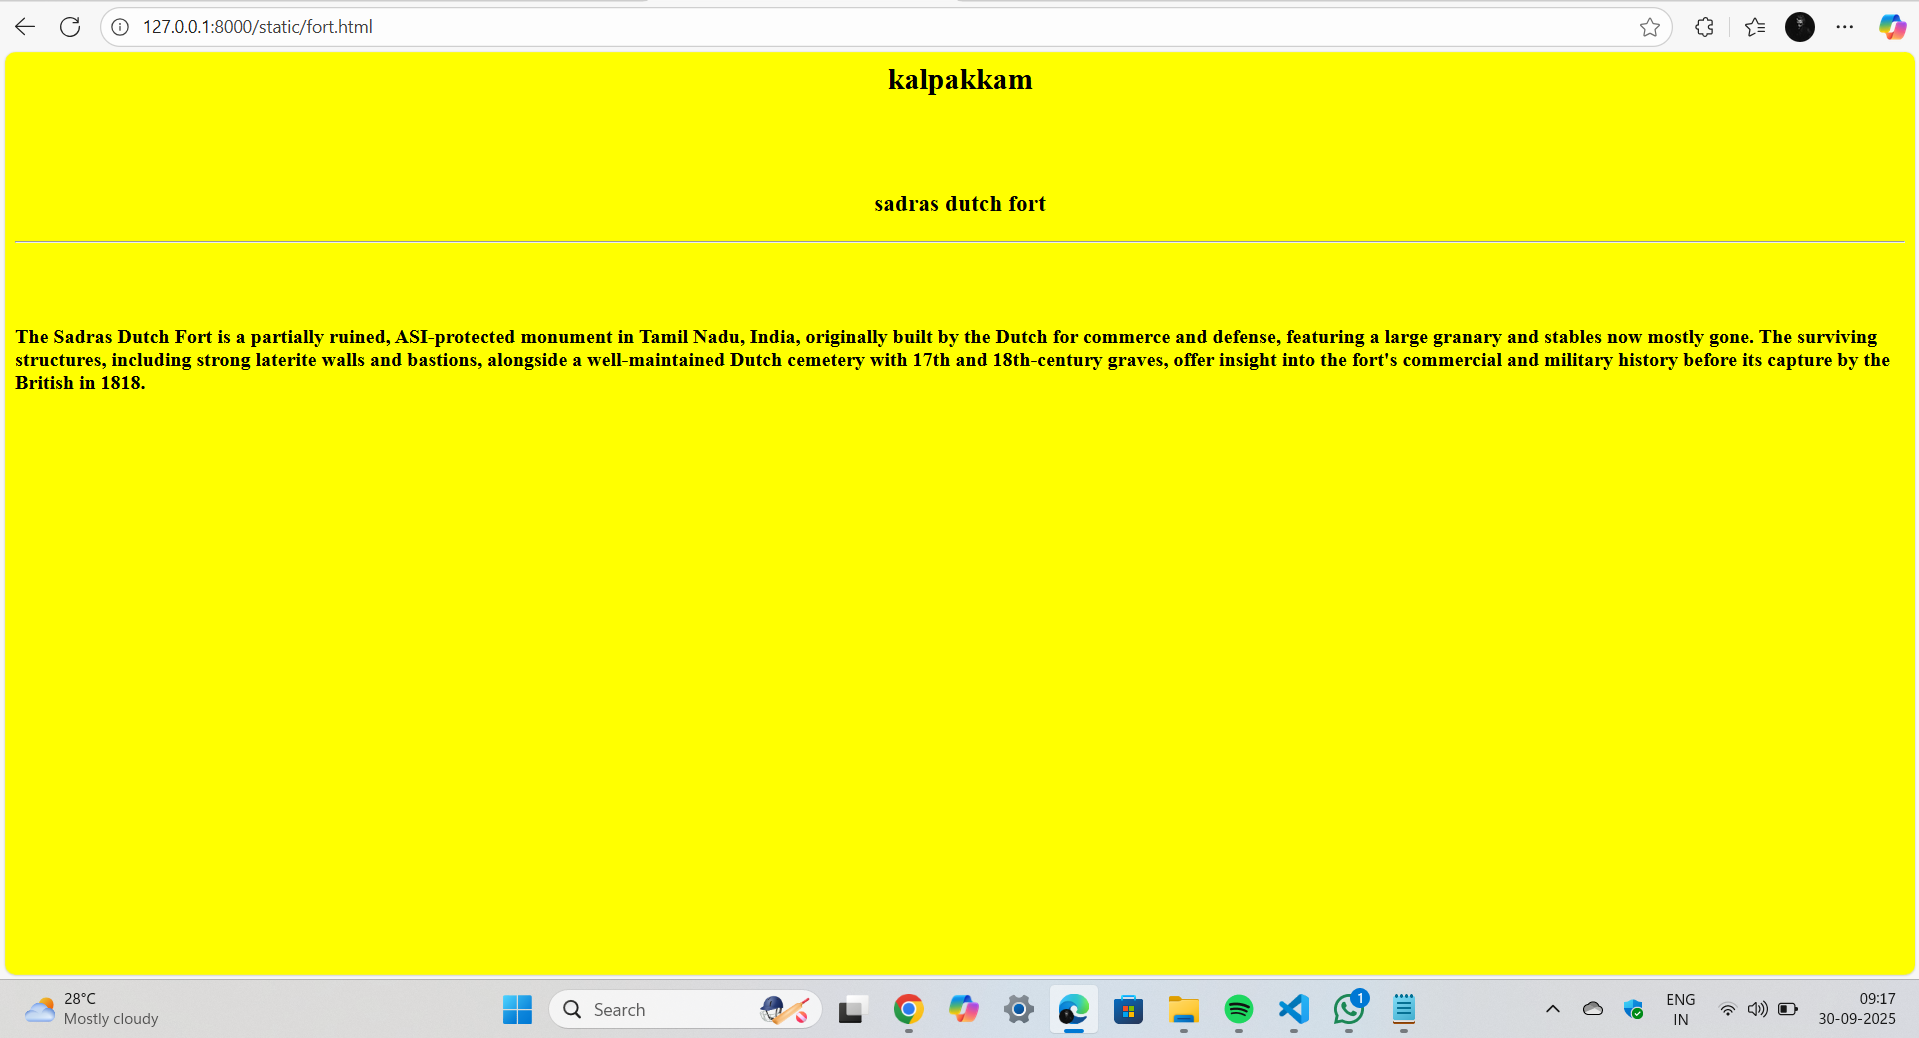 127.0.0.1:8000/static/fort.html
kalpakkam
sadras dutch fort
The Sadras Dutch Fort is a partially ruined, ASI-protected monument in Tamil Nadu, India, originally built by the Dutch for commerce and defense, featuring a large granary and stables now mostly gone. The surviving
structures, including strong laterite walls and bastions, alongside a well-maintained Dutch cemetery with 17th and 18th-century graves, offer insight into the fort's commercial and military history before its capture by the
British in 1818.
28°C
Mostly cloudy
Search
1
ENG
IN
09:17
30-09-2025